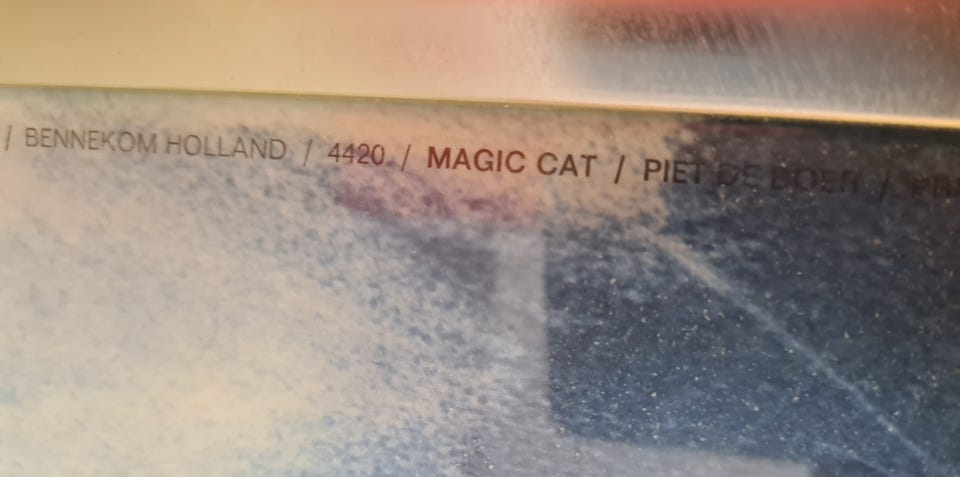 / BENNEKOM HOLLAND / 4420 / MAGIC CAT / PIET DE BOER /